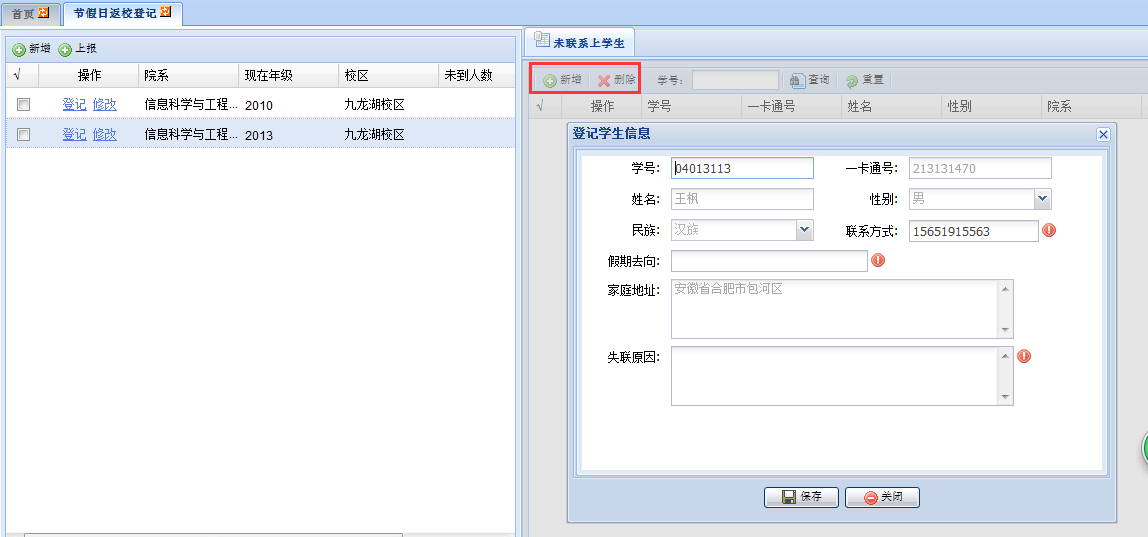 首页 节假日返校登记
新增 上报
√ 操作 院系 现在年级 校区 未到人数
登记 修改 信息科学与工程... 2010 九龙湖校区
登记 修改 信息科学与工程... 2013 九龙湖校区
未联系上学生
新增 删除 学号: 查询 重置
√ 操作 学号 一卡通号 姓名 性别 院系
登记学生信息
学号: 04013113 一卡通号: 213131470
姓名: 王枫 性别: 男
民族: 汉族 联系方式: 15651915563
假期去向:
家庭地址: 安徽省合肥市包河区
失联原因:
保存 关闭